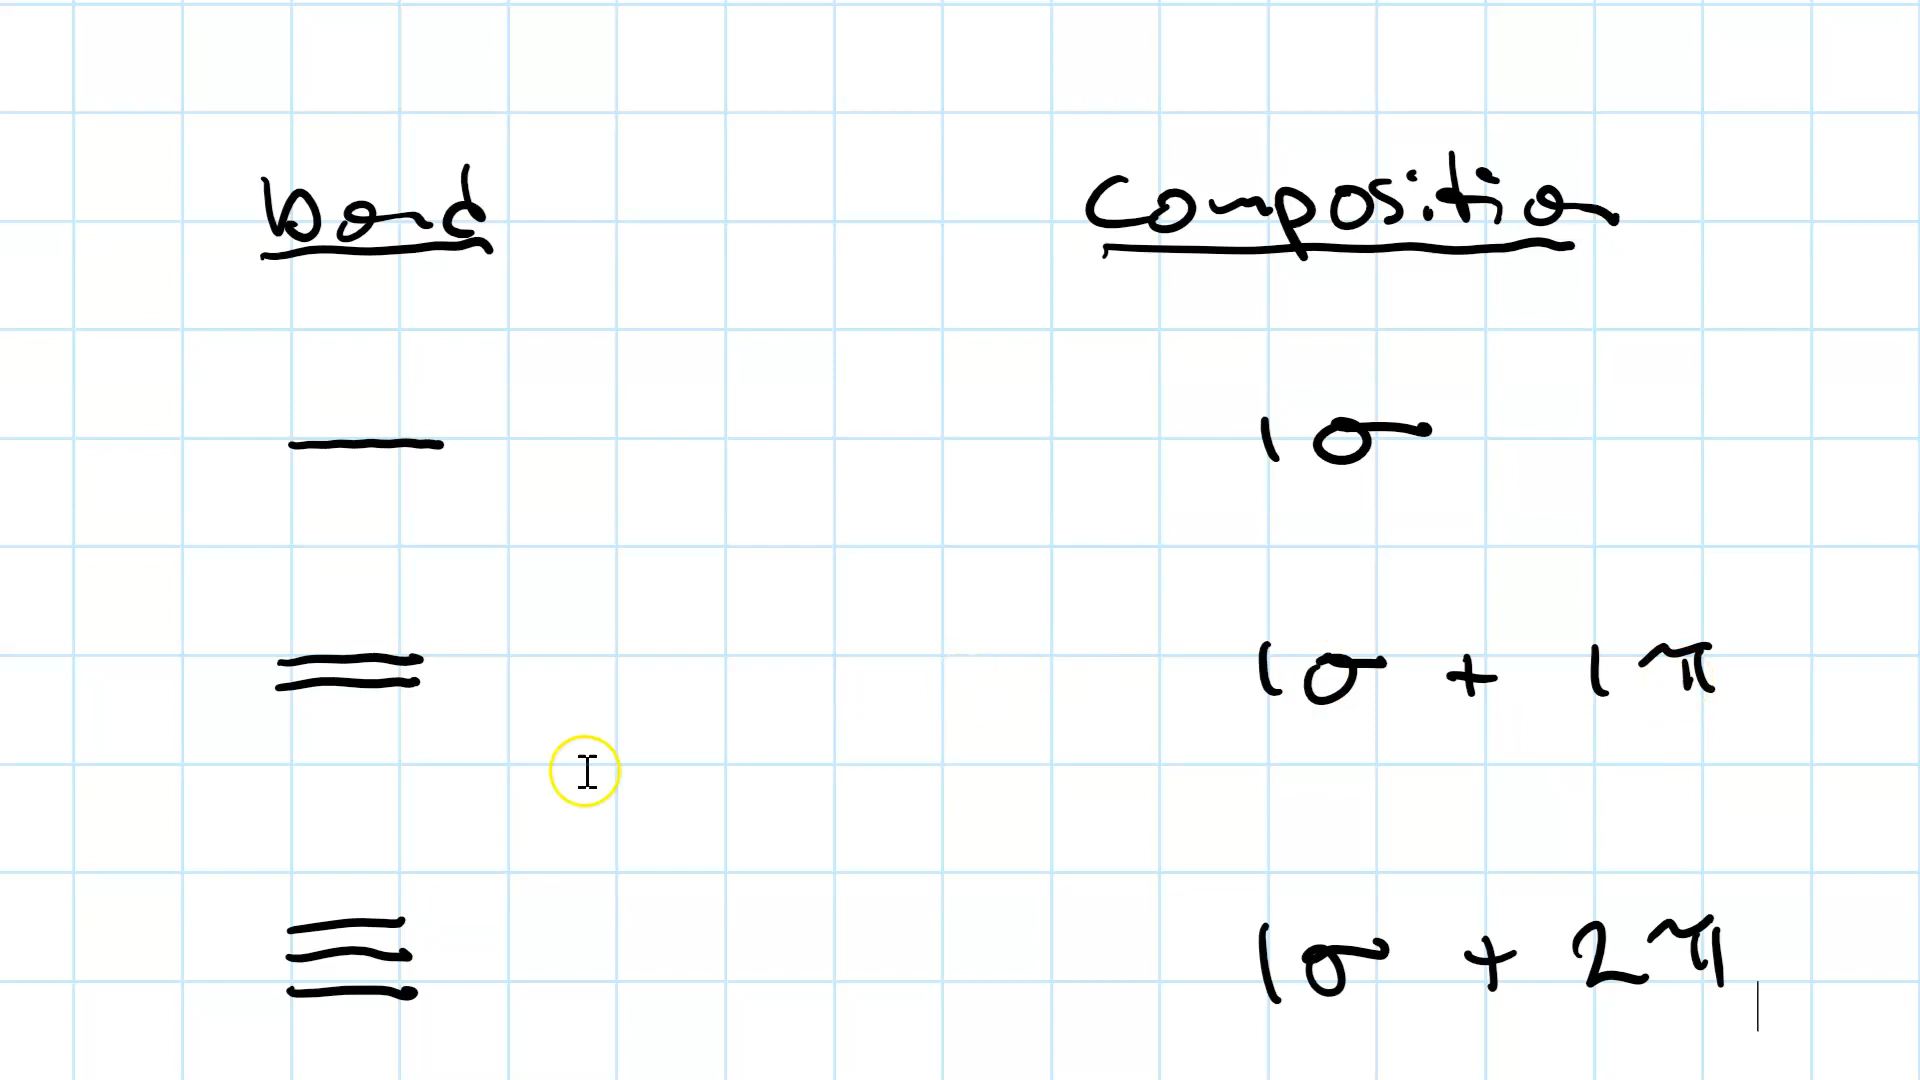 bond composition
— 1σ
= 1σ + 1π
≡ 1σ + 2π